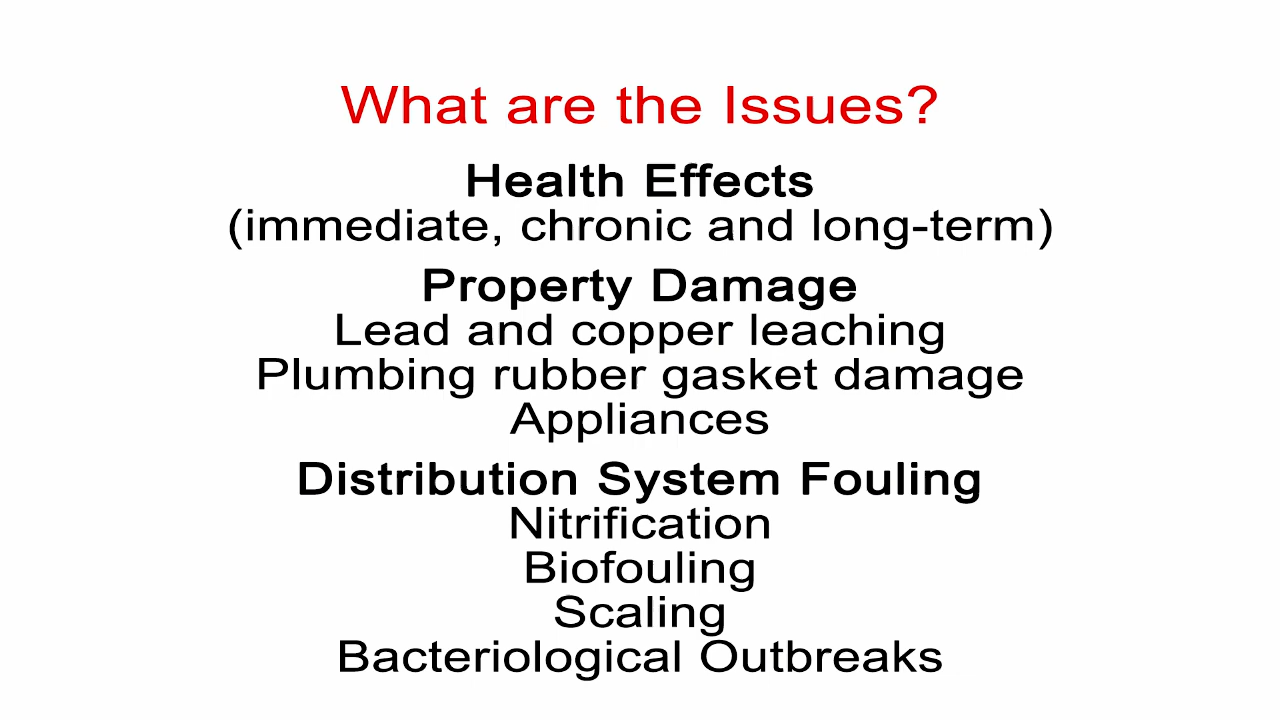 What are the Issues?
Health Effects
(immediate, chronic and long-term)
Property Damage
Lead and copper leaching
Plumbing rubber gasket damage
Appliances
Distribution System Fouling
Nitrification
Biofouling
Scaling
Bacteriological Outbreaks